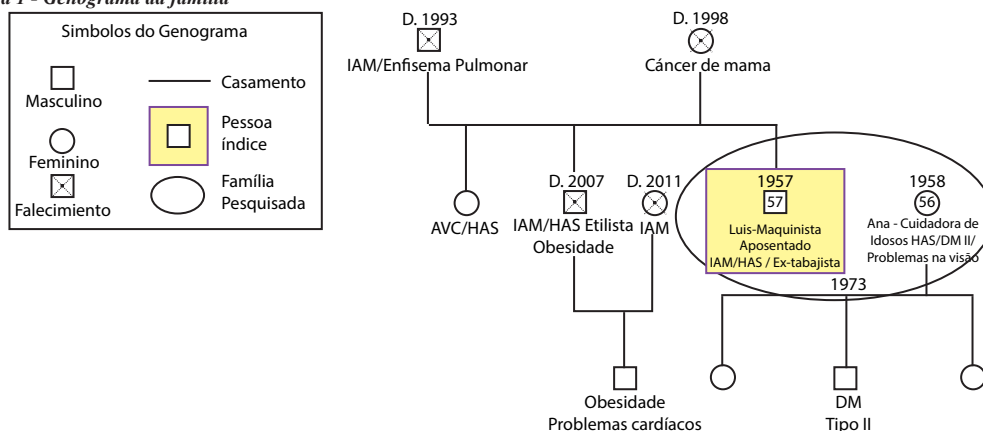 a 1 - Genograma da família
Simbolos do Genograma
Masculino
Feminino
Falecimiento
Casamento
Pessoa
índice
Família
Pesquisada
D. 1993
IAM/Enfisema Pulmonar
D. 1998
Cáncer de mama
AVC/HAS
D. 2007
IAM/HAS Etilista
Obesidade
D. 2011
IAM
1957
57
Luis-Maquinista
Aposentado
IAM/HAS / Ex-tabajista
1958
56
Ana - Cuidadora de
Idosos HAS/DM II/
Problemas na visão
1973
Obesidade
Problemas cardíacos
DM
Tipo II